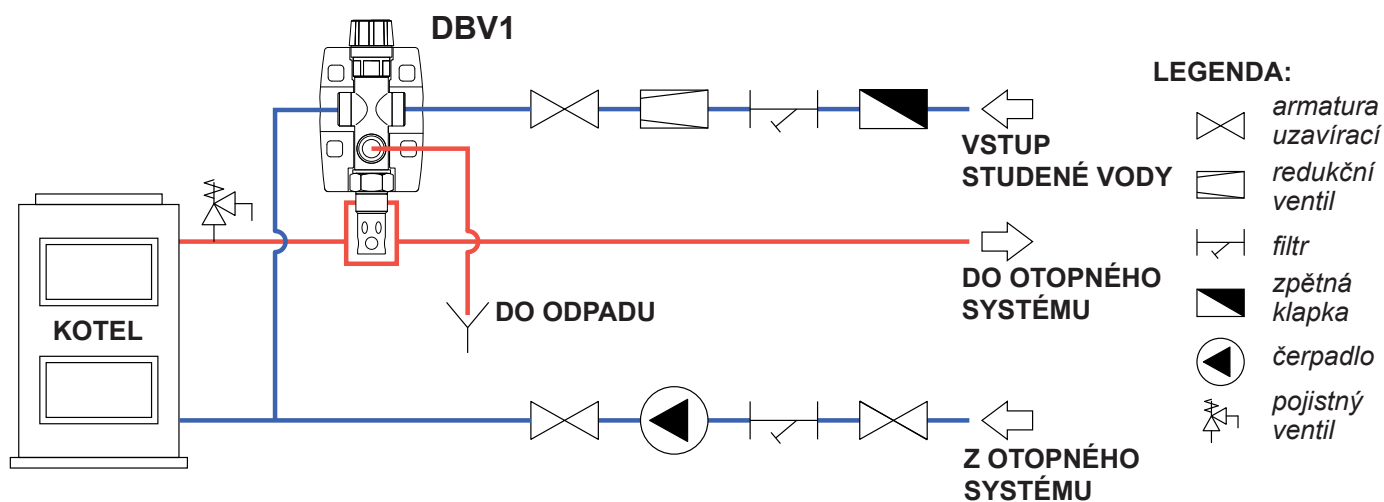 DBV1
VSTUP
STUDENÉ VODY
DO OTOPNÉHO
SYSTÉMU
DO ODPADU
KOTEL
Z OTOPNÉHO
SYSTÉMU
LEGENDA:
armatura
uzavírací
redukční
ventil
filtr
zpětná
klapka
čerpadlo
pojistný
ventil